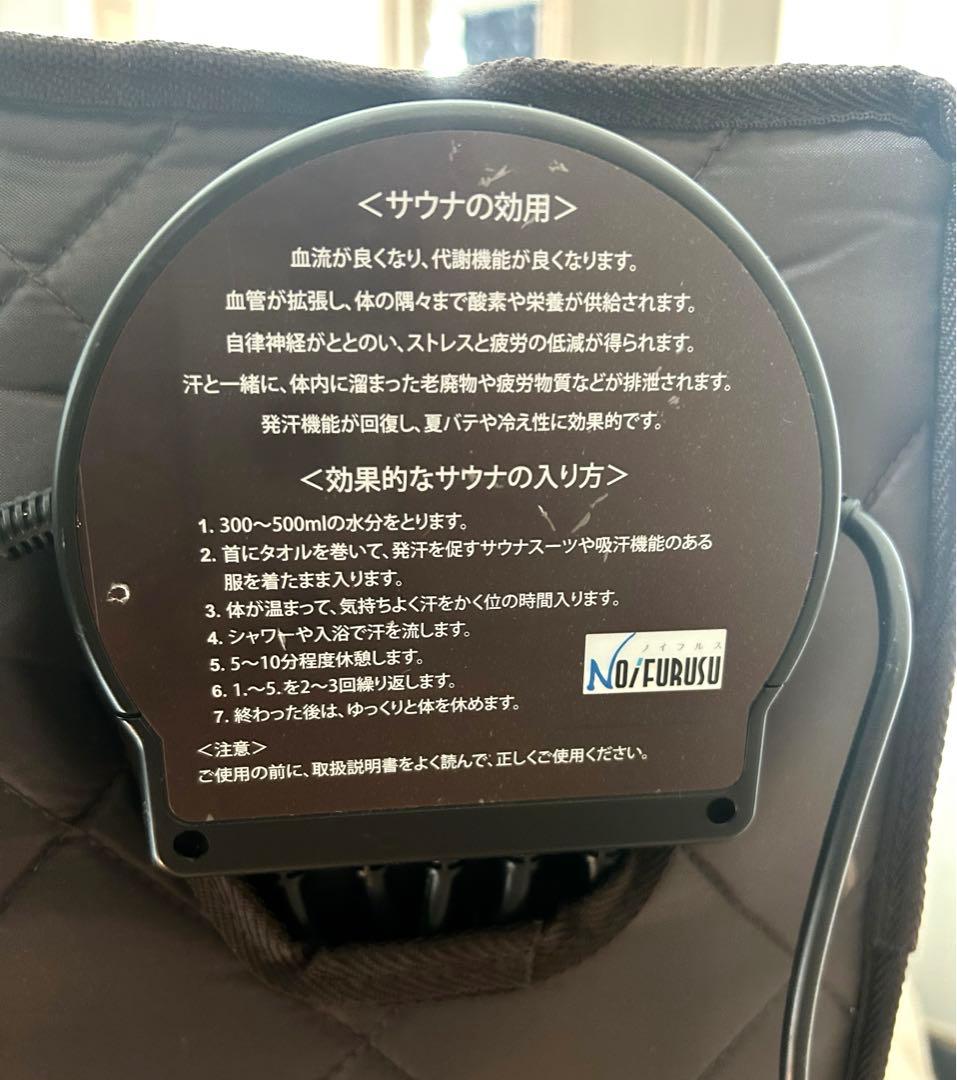 ＜サウナの効用＞
血流が良くなり、代謝機能が良くなります。
血管が拡張し、体の隅々まで酸素や栄養が供給されます。
自律神経がととのい、ストレスと疲労の低減が得られます。
汗と一緒に、体内に溜まった老廃物や疲労物質などが排泄されます。
発汗機能が回復し、夏バテや冷え性に効果的です。
＜効果的なサウナの入り方＞
1. 300～500mlの水分をとります。
2. 首にタオルを巻いて、発汗を促すサウナスーツや吸汗機能のある
服を着たまま入ります。
3. 体が温まって、気持ちよく汗をかく位の時間入ります。
4. シャワーや入浴で汗を流します。
5. 5～10分程度休憩します。
6. 1.～5.を2～3回繰り返します。
7. 終わった後は、ゆっくりと体を休めます。
ノイフルス
NOiFURUSU
＜注意＞
ご使用の前に、取扱説明書をよく読んで、正しくご使用ください。